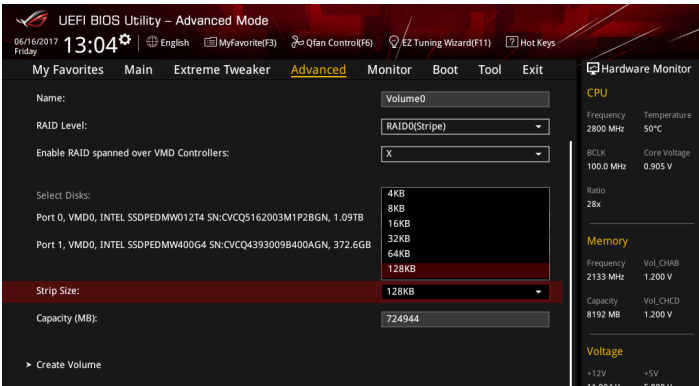 UEFI BIOS Utility – Advanced Mode
06/16/2017 Friday 13:04 English MyFavorite(F3) Qfan Control(F6) EZ Tuning Wizard(F11) ? Hot Keys
My Favorites Main Extreme Tweaker Advanced Monitor Boot Tool Exit
Name: Volume0
RAID Level: RAID0(Stripe)
Enable RAID spanned over VMD Controllers: X
Select Disks:
Port 0, VMD0, INTEL SSDPEDMW012T4 SN:CVCQ5162003M1P2BGN, 1.09TB
Port 1, VMD0, INTEL SSDPEDMW400G4 SN:CVCQ4393009B400AGN, 372.6GB
4KB
8KB
16KB
32KB
64KB
128KB
Strip Size: 128KB
Capacity (MB): 724944
> Create Volume
Hardware Monitor
CPU
Frequency Temperature
2800 MHz 50°C
BCLK Core Voltage
100.0 MHz 0.905 V
Ratio
28x
Memory
Frequency Vol_CHAB
2133 MHz 1.200 V
Capacity Vol_CHCD
8192 MB 1.200 V
Voltage
+12V +5V